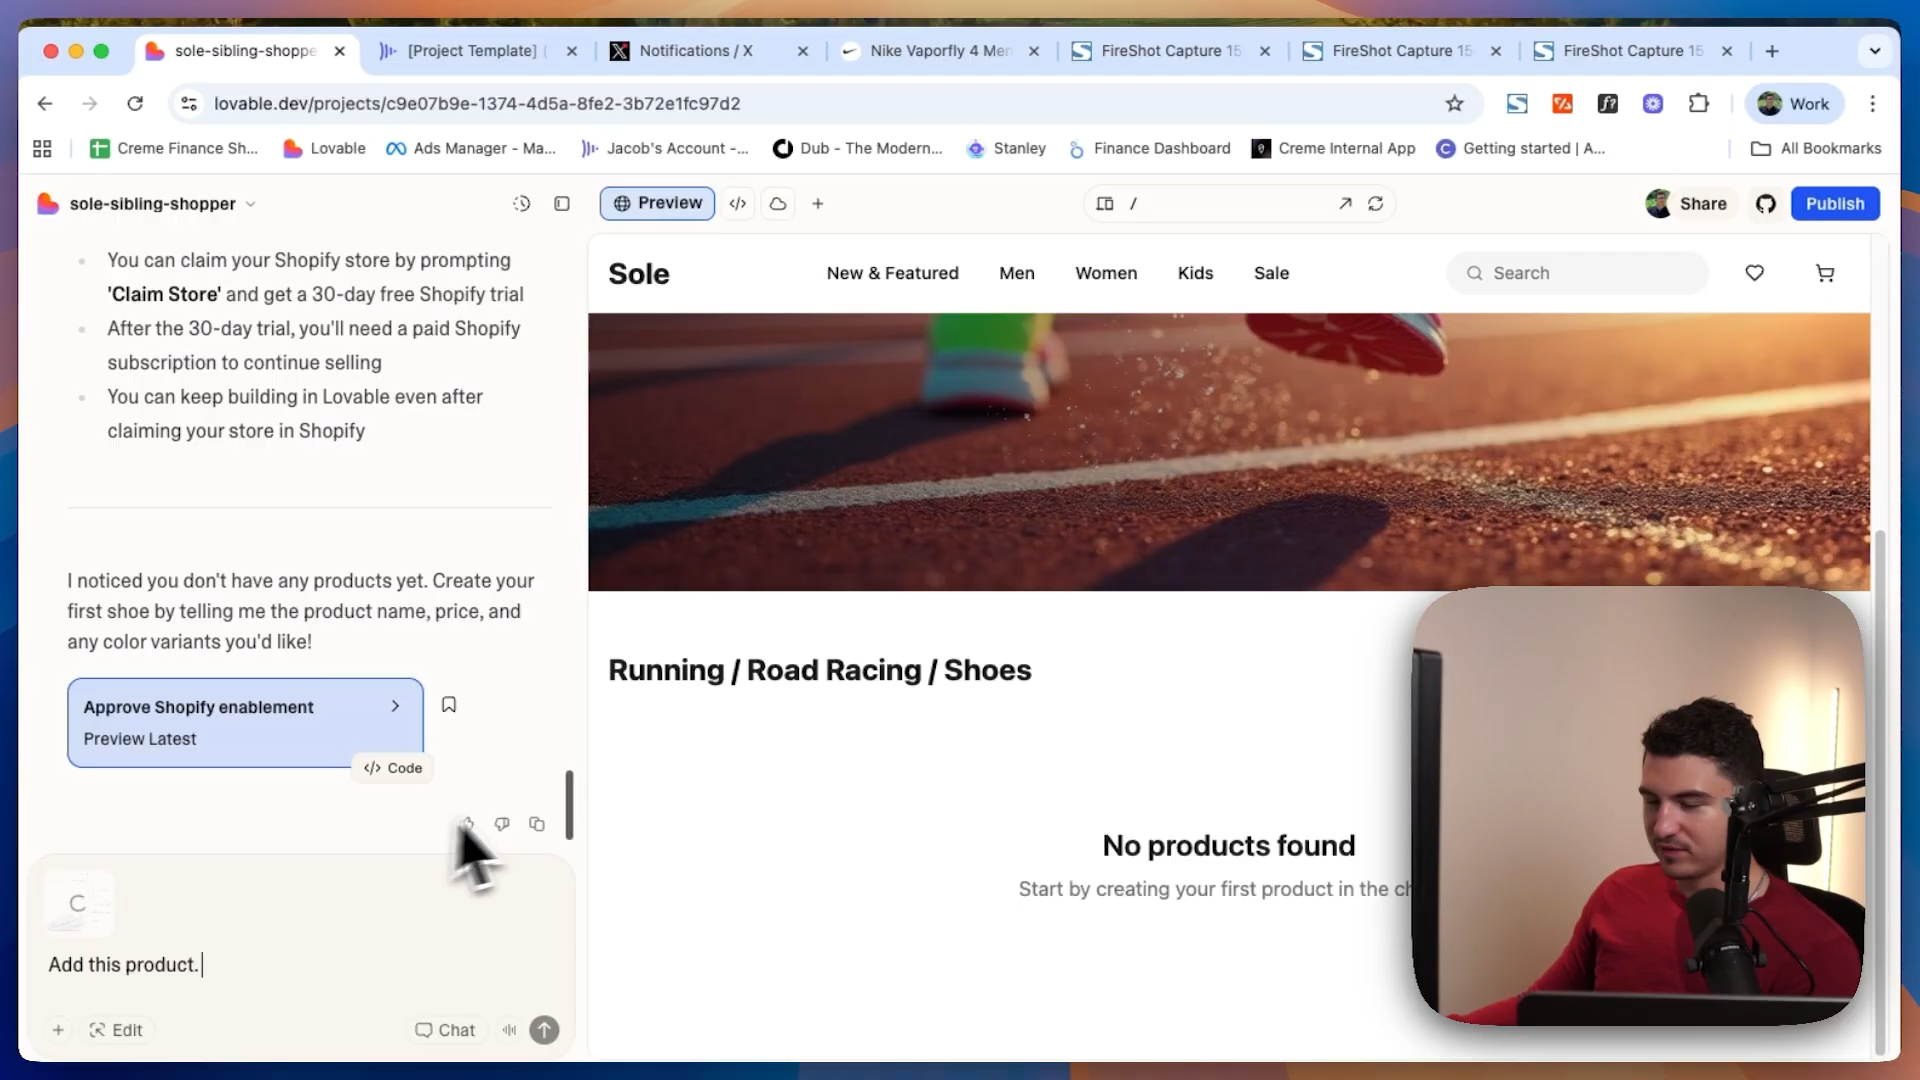 sole-sibling-shoppe
[Project Template] (
Notifications / X
Nike Vaporfly 4 Men
FireShot Capture 15
FireShot Capture 15
FireShot Capture 15
lovable.dev/projects/c9e07b9e-1374-4d5a-8fe2-3b72e1fc97d2
Work
Creme Finance Sh...
Lovable
Ads Manager - Ma...
Jacob's Account -...
Dub - The Modern...
Stanley
Finance Dashboard
Creme Internal App
Getting started | A...
All Bookmarks
sole-sibling-shopper
Preview
/
Share
Publish
You can claim your Shopify store by prompting
'Claim Store' and get a 30-day free Shopify trial
After the 30-day trial, you'll need a paid Shopify
subscription to continue selling
You can keep building in Lovable even after
claiming your store in Shopify
I noticed you don't have any products yet. Create your
first shoe by telling me the product name, price, and
any color variants you'd like!
Approve Shopify enablement
Preview Latest
</> Code
Add this product.
Edit
Chat
Sole
New & Featured
Men
Women
Kids
Sale
Search
Running / Road Racing / Shoes
No products found
Start by creating your first product in the ch